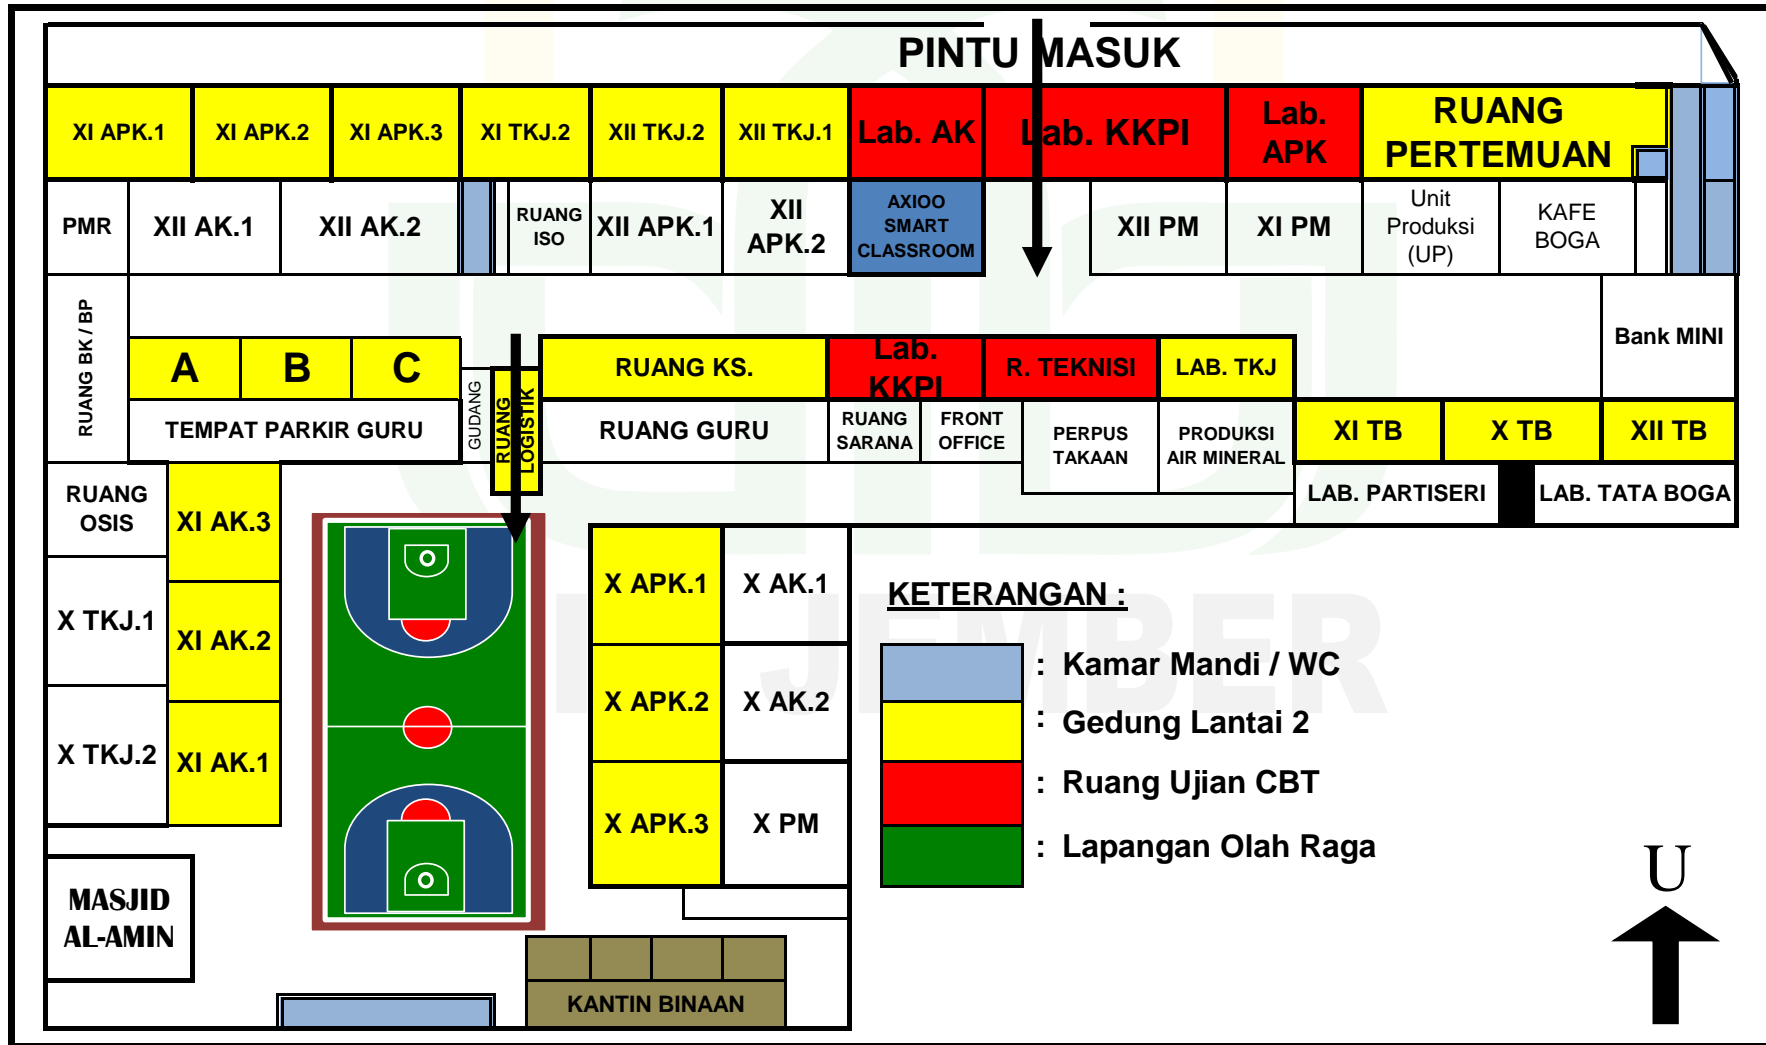 PINTU MASUK
XI APK.1
XI APK.2
XI APK.3
XI TKJ.2
XII TKJ.2
XII TKJ.1
Lab. AK
Lab. KKPI
Lab.
APK
RUANG
PERTEMUAN
PMR
XII AK.1
XII AK.2
RUANG
ISO
XII APK.1
XII
APK.2
AXIOO
SMART
CLASSROOM
XII PM
XI PM
Unit
Produksi
(UP)
KAFE
BOGA
RUANG BK / BP
A
B
C
GUDANG
RUANG
LOGISTIK
RUANG KS.
Lab.
KKPI
R. TEKNISI
LAB. TKJ
Bank MINI
TEMPAT PARKIR GURU
RUANG GURU
RUANG
SARANA
FRONT
OFFICE
PERPUS
TAKAAN
PRODUKSI
AIR MINERAL
XI TB
X TB
XII TB
LAB. PARTISERI
LAB. TATA BOGA
RUANG
OSIS
XI AK.3
X TKJ.1
XI AK.2
X TKJ.2
XI AK.1
X APK.1
X AK.1
X APK.2
X AK.2
X APK.3
X PM
MASJID
AL-AMIN
KANTIN BINAAN
KETERANGAN :
: Kamar Mandi / WC
: Gedung Lantai 2
: Ruang Ujian CBT
: Lapangan Olah Raga
U
JEMBER